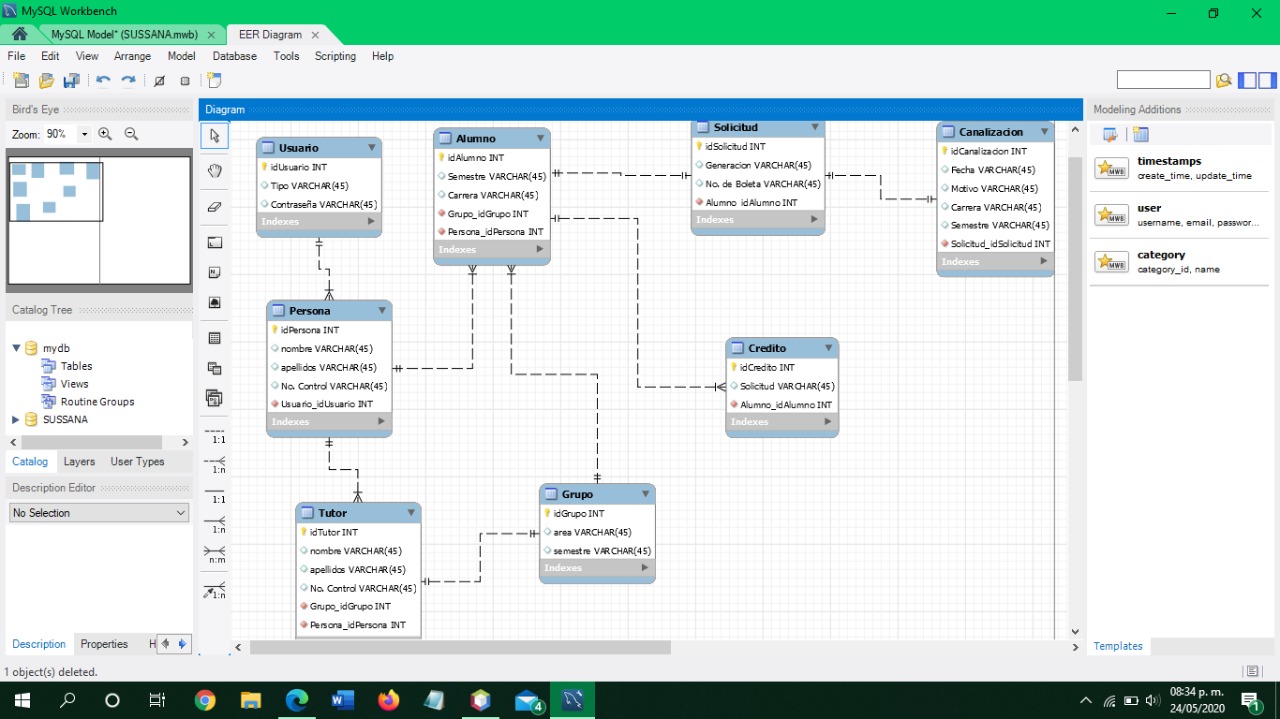 MySQL Workbench
MySQL Model* (SUSSANA.mwb)
EER Diagram
File Edit View Arrange Model Database Tools Scripting Help
Bird's Eye
Zoom: 90%
Catalog Tree
mydb
Tables
Views
Routine Groups
SUSSANA
Catalog Layers User Types
Description Editor
No Selection
Description Properties H
1 object(s) deleted.
1:1
1:n
1:1
1:n
n:m
1:n
Diagram
Usuario
idUsuario INT
Tipo VARCHAR(45)
Contraseña VARCHAR(45)
Indexes
Alumno
idAlumno INT
Semestre VARCHAR(45)
Carrera VARCHAR(45)
Grupo_idGrupo INT
Persona_idPersona INT
Indexes
Solicitud
idSolicitud INT
Generacion VARCHAR(45)
No. de Boleta VARCHAR(45)
Alumno_idAlumno INT
Indexes
Canalizacion
idCanalizacion INT
Fecha VARCHAR(45)
Motivo VARCHAR(45)
Carrera VARCHAR(45)
Semestre VARCHAR(45)
Solicitud_idSolicitud INT
Indexes
Persona
idPersona INT
nombre VARCHAR(45)
apellidos VARCHAR(45)
No. Control VARCHAR(45)
Usuario_idUsuario INT
Indexes
Credito
idCredito INT
Solicitud VARCHAR(45)
Alumno_idAlumno INT
Indexes
Tutor
idTutor INT
nombre VARCHAR(45)
apellidos VARCHAR(45)
No. Control VARCHAR(45)
Grupo_idGrupo INT
Persona_idPersona INT
Grupo
idGrupo INT
area VARCHAR(45)
semestre VARCHAR(45)
Indexes
Modeling Additions
timestamps
create_time, update_time
user
username, email, passwor...
category
category_id, name
Templates
4
08:34 p. m.
24/05/2020
1